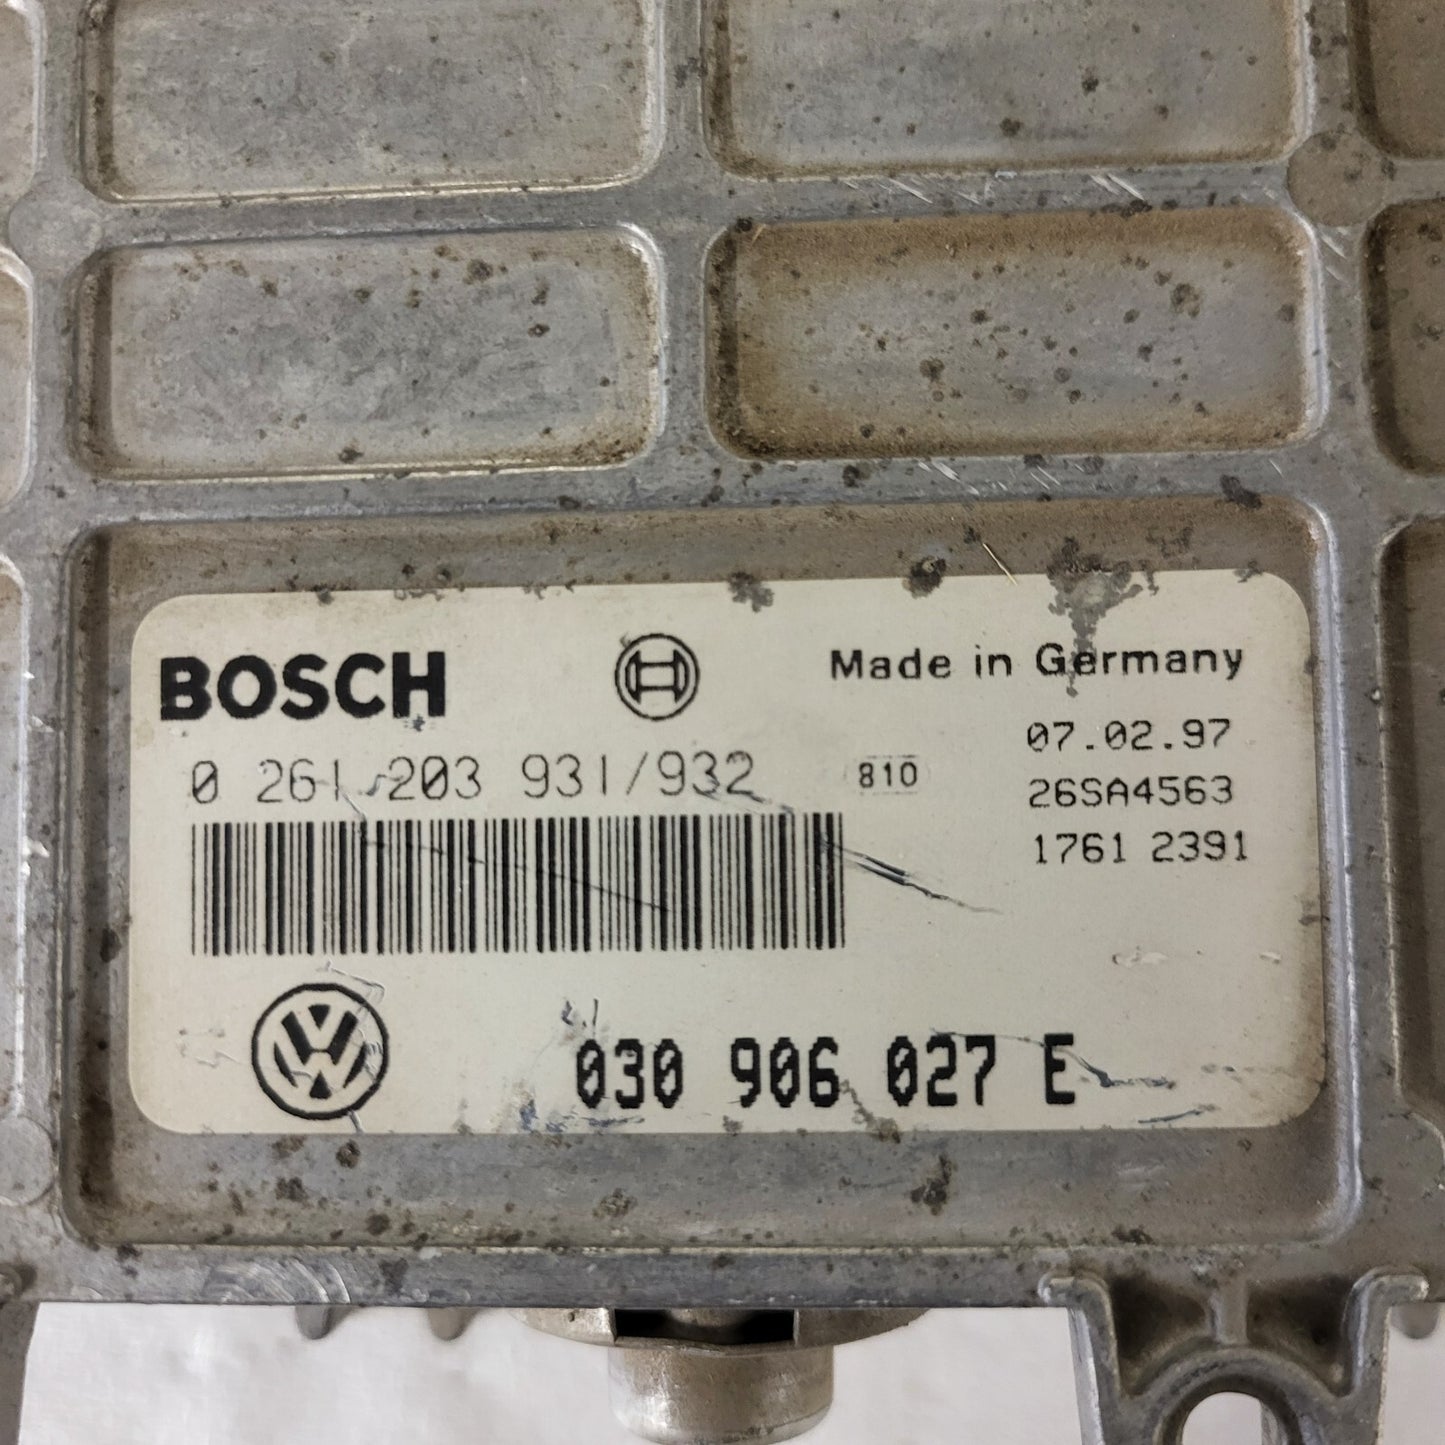 BOSCH
Made in Germany
0 261 203 931/932
810
07.02.97
26SA4563
1761 2391
VW
030 906 027 E